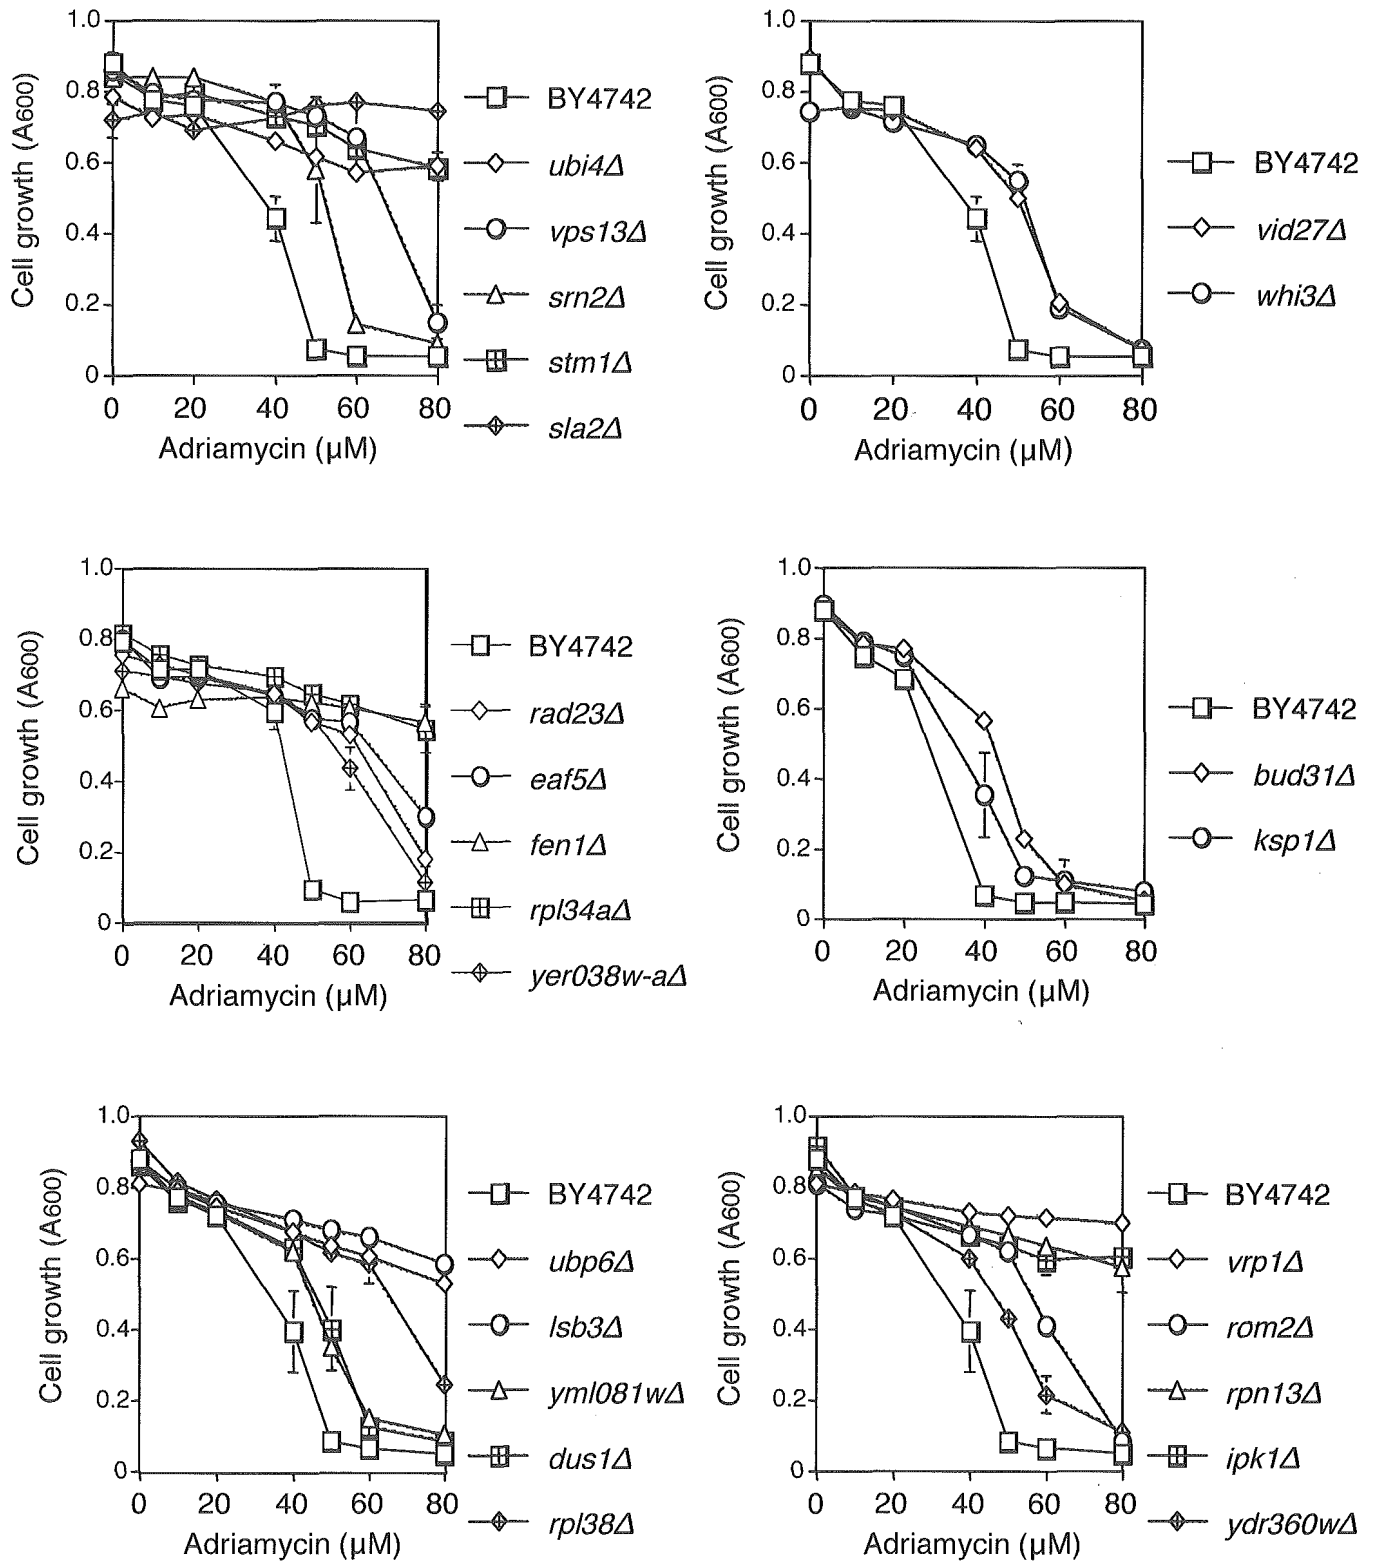 1.0
0.8
0.6
0.4
0.2
0
Cell growth (A600)
0 20 40 60 80
Adriamycin (μM)
BY4742
ubi4Δ
vps13Δ
srn2Δ
stm1Δ
sla2Δ
1.0
0.8
0.6
0.4
0.2
0
Cell growth (A600)
0 20 40 60 80
Adriamycin (μM)
BY4742
vid27Δ
whi3Δ
1.0
0.8
0.6
0.4
0.2
0
Cell growth (A600)
0 20 40 60 80
Adriamycin (μM)
BY4742
rad23Δ
eaf5Δ
fen1Δ
rpl34aΔ
yer038w-aΔ
1.0
0.8
0.6
0.4
0.2
0
Cell growth (A600)
0 20 40 60 80
Adriamycin (μM)
BY4742
bud31Δ
ksp1Δ
1.0
0.8
0.6
0.4
0.2
0
Cell growth (A600)
0 20 40 60 80
Adriamycin (μM)
BY4742
ubp6Δ
lsb3Δ
yml081wΔ
dus1Δ
rpl38Δ
1.0
0.8
0.6
0.4
0.2
0
Cell growth (A600)
0 20 40 60 80
Adriamycin (μM)
BY4742
vrp1Δ
rom2Δ
rpn13Δ
ipk1Δ
ydr360wΔ